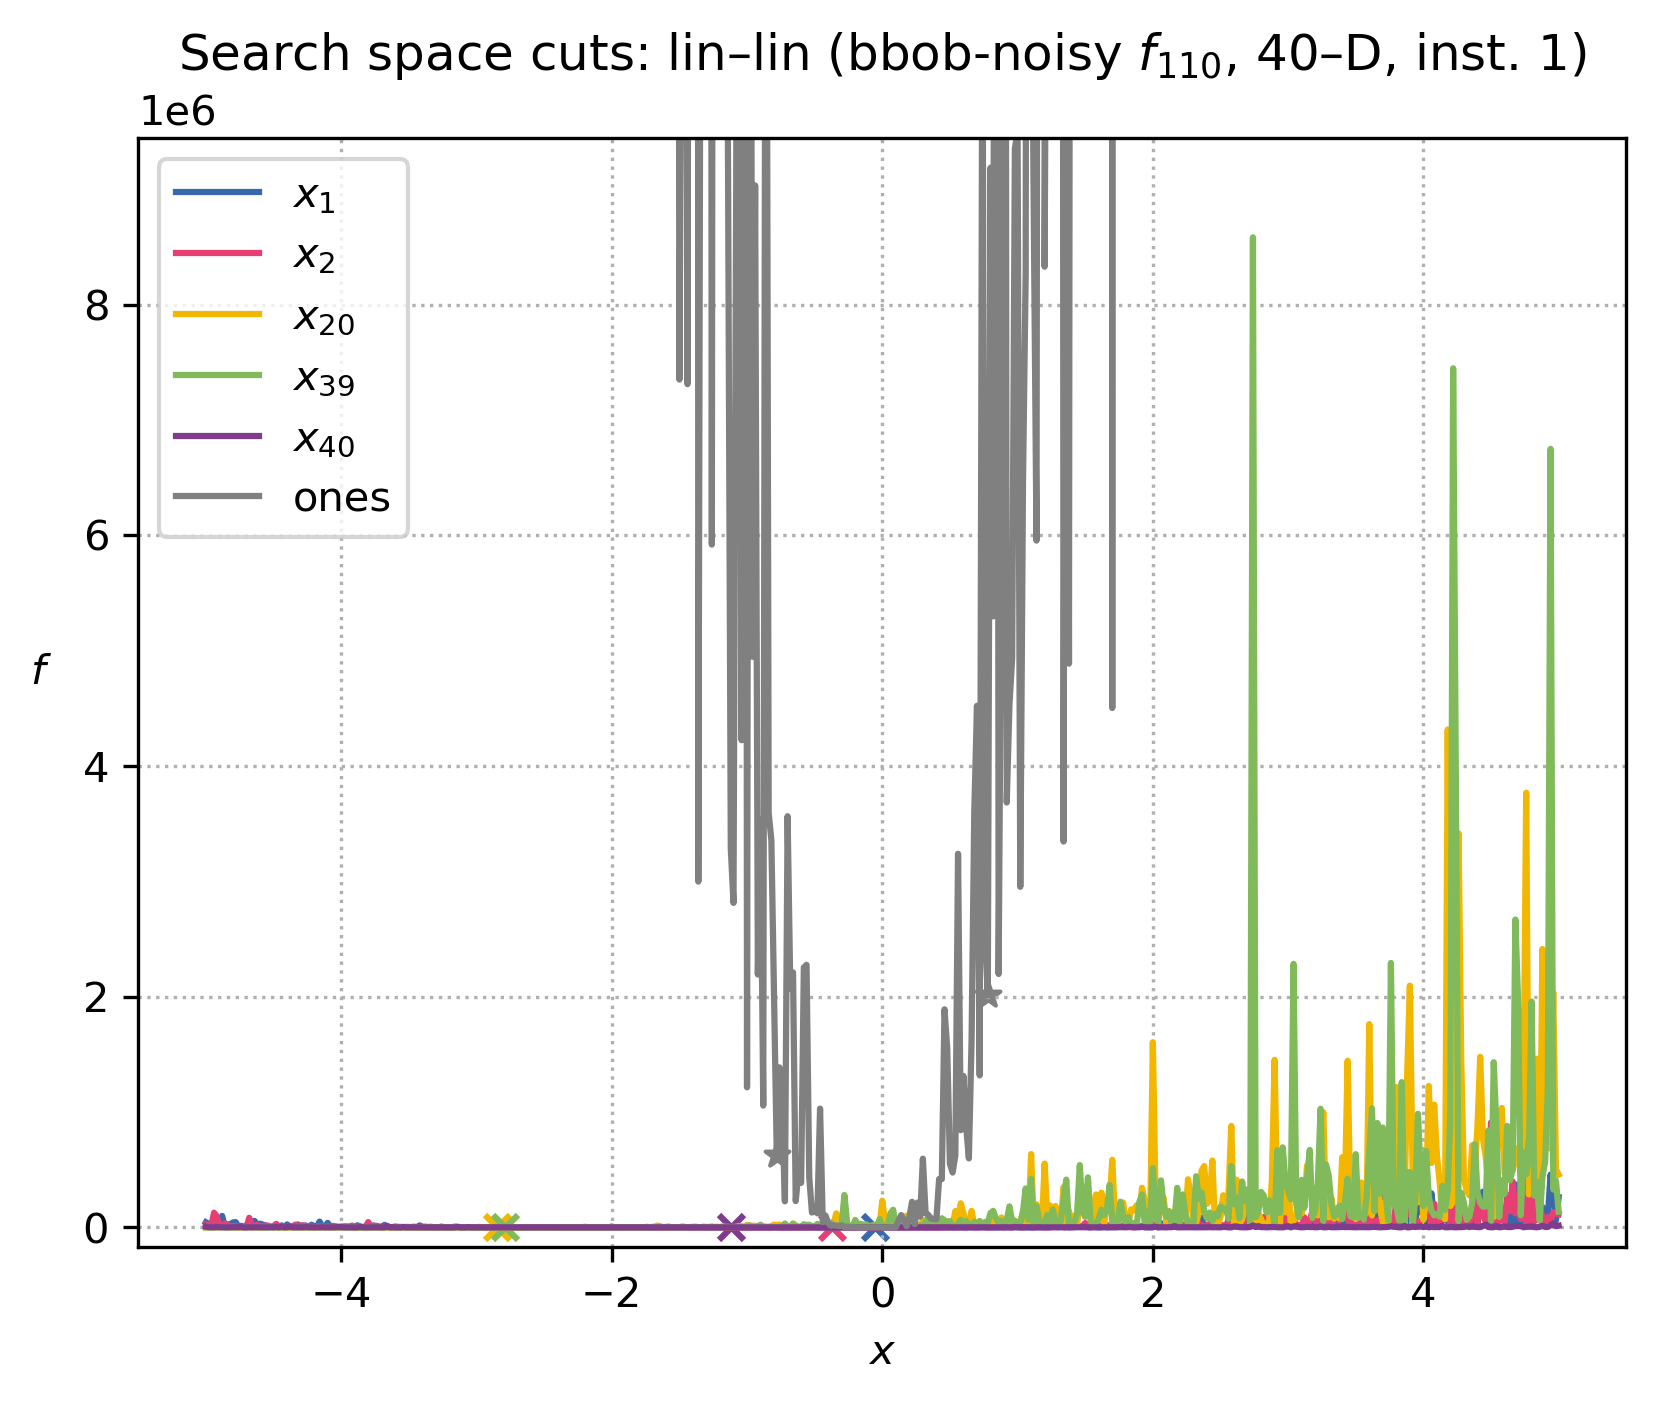 Search space cuts: lin–lin (bbob-noisy f₁₁₀, 40–D, inst. 1)
1e6
x₁
x₂
x₂₀
x₃₉
x₄₀
ones
8
6
4
2
0
f
−4 −2 0 2 4
x